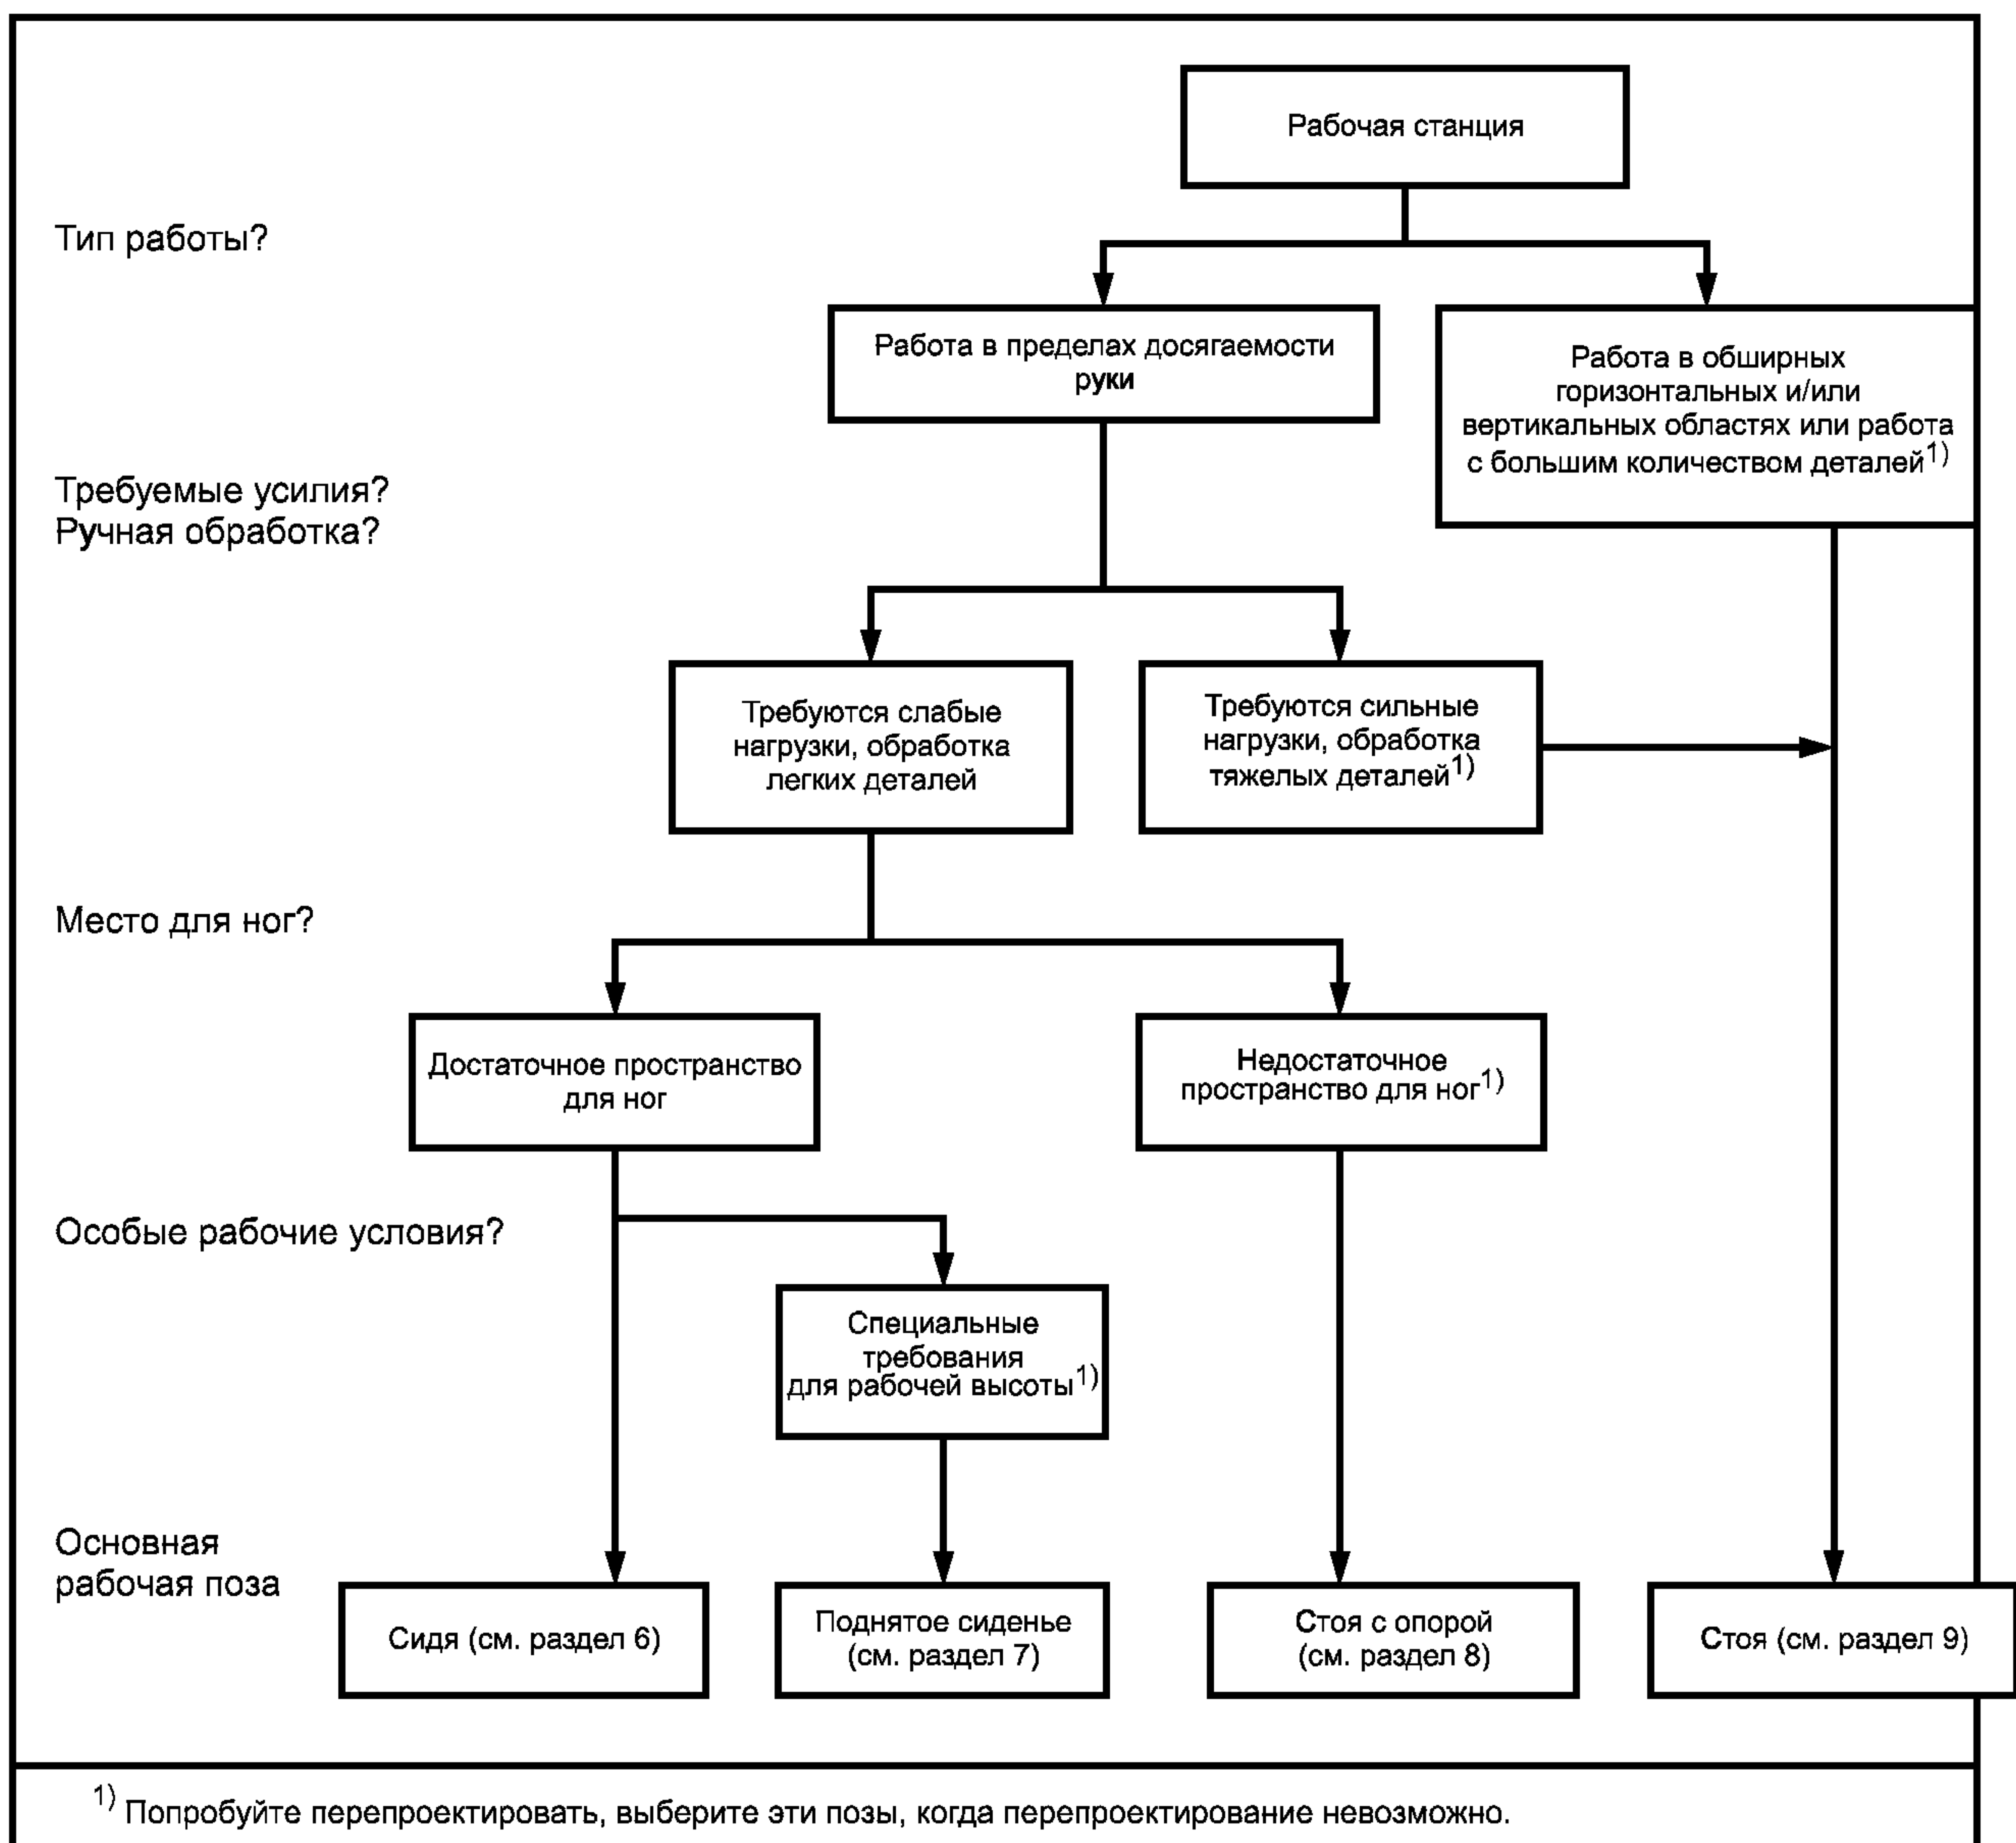 Рабочая станция
Тип работы?
Работа в пределах досягаемости
руки
Работа в обширных
горизонтальных и/или
вертикальных областях или работа
с большим количеством деталей1)
Требуемые усилия?
Ручная обработка?
Требуются слабые
нагрузки, обработка
легких деталей
Требуются сильные
нагрузки, обработка
тяжелых деталей1)
Место для ног?
Достаточное пространство
для ног
Недостаточное
пространство для ног1)
Особые рабочие условия?
Специальные
требования
для рабочей высоты1)
Основная
рабочая поза
Сидя (см. раздел 6)
Поднятое сиденье
(см. раздел 7)
Стоя с опорой
(см. раздел 8)
Стоя (см. раздел 9)
1) Попробуйте перепроектировать, выберите эти позы, когда перепроектирование невозможно.